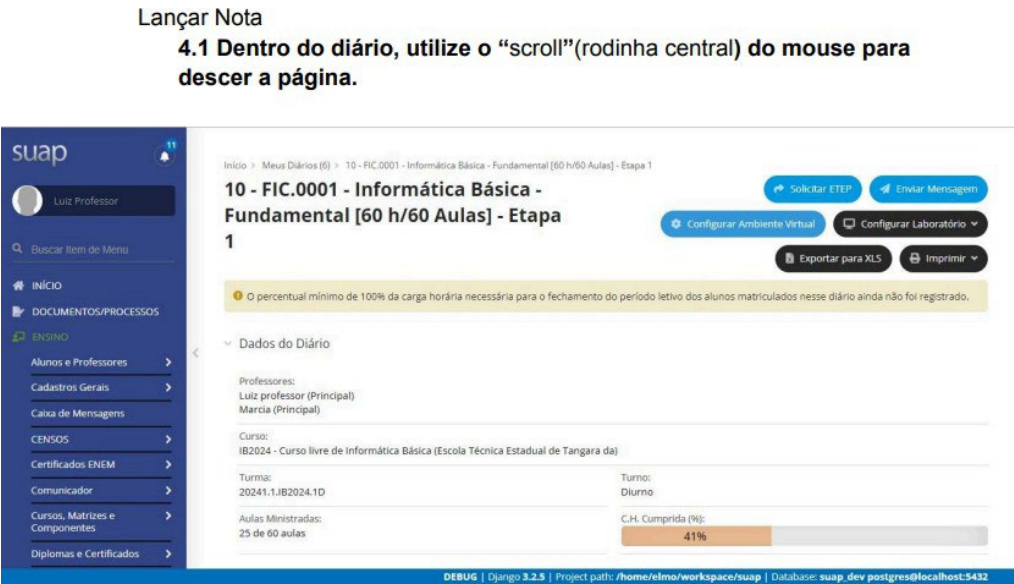 Lançar Nota
4.1 Dentro do diário, utilize o “scroll”(rodinha central) do mouse para
descer a página.
suap
11
Luiz Professor
Buscar Item de Menu
INÍCIO
DOCUMENTOS/PROCESSOS
ENSINO
Alunos e Professores
Cadastros Gerais
Caixa de Mensagens
CENSOS
Certificados ENEM
Comunicador
Cursos, Matrizes e
Componentes
Diplomas e Certificados
Início > Meus Diários (6) > 10 - FIC.0001 - Informática Básica - Fundamental [60 h/60 Aulas] - Etapa 1
10 - FIC.0001 - Informática Básica -
Fundamental [60 h/60 Aulas] - Etapa
1
Solicitar ETEP
Enviar Mensagem
Configurar Ambiente Virtual
Configurar Laboratório
Exportar para XLS
Imprimir
O percentual mínimo de 100% da carga horária necessária para o fechamento do período letivo dos alunos matriculados nesse diário ainda não foi registrado.
Dados do Diário
Professores:
Luiz professor (Principal)
Marcia (Principal)
Curso:
IB2024 - Curso livre de Informática Básica (Escola Técnica Estadual de Tangara da)
Turma:
20241.1.IB2024.1D
Turno:
Diurno
Aulas Ministradas:
25 de 60 aulas
C.H. Cumprida (%):
41%
DEBUG | Django 3.2.5 | Project path: /home/elmo/workspace/suap | Database: suap_dev postgres@localhost:5432